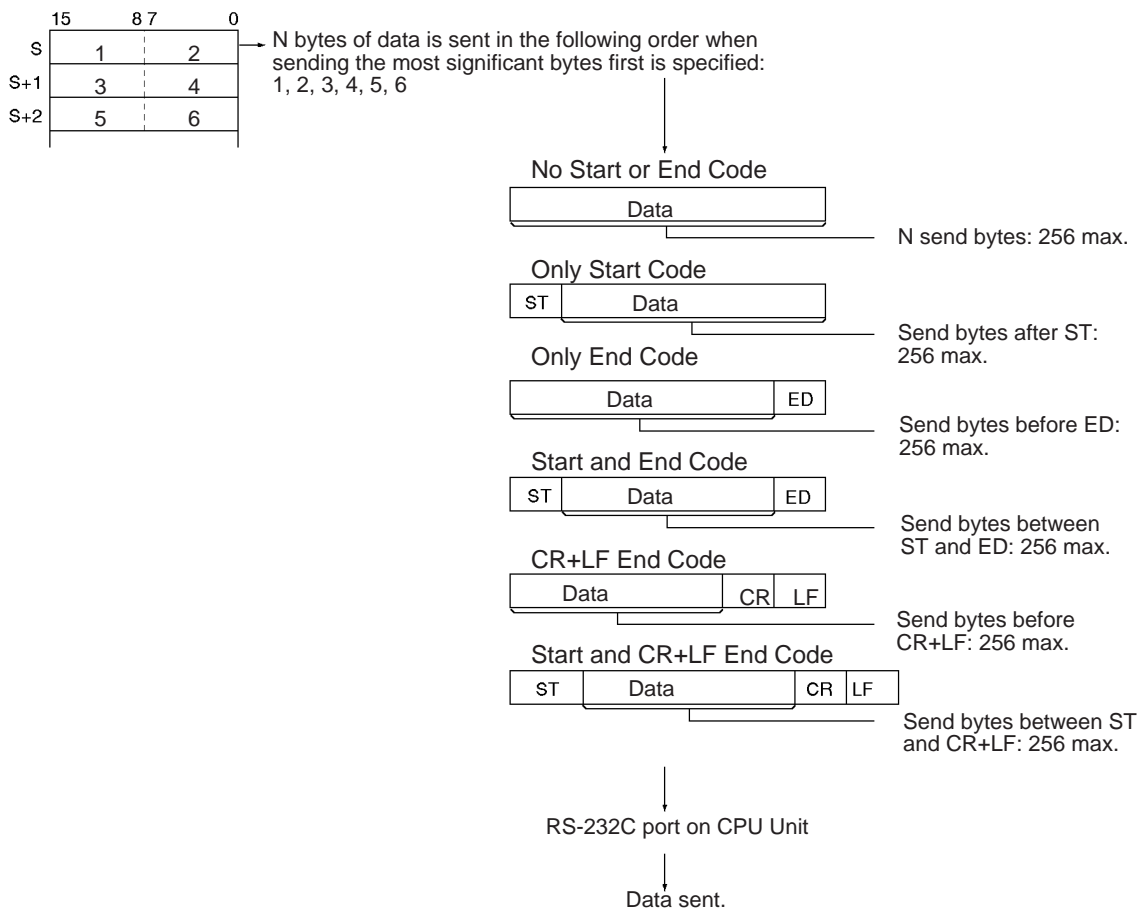 15 8 7 0
S 1 2
S+1 3 4
S+2 5 6
N bytes of data is sent in the following order when
sending the most significant bytes first is specified:
1, 2, 3, 4, 5, 6
No Start or End Code
Data
N send bytes: 256 max.
Only Start Code
ST Data
Send bytes after ST:
256 max.
Only End Code
Data ED
Send bytes before ED:
256 max.
Start and End Code
ST Data ED
Send bytes between
ST and ED: 256 max.
CR+LF End Code
Data CR LF
Send bytes before
CR+LF: 256 max.
Start and CR+LF End Code
ST Data CR LF
Send bytes between ST
and CR+LF: 256 max.
RS-232C port on CPU Unit
Data sent.